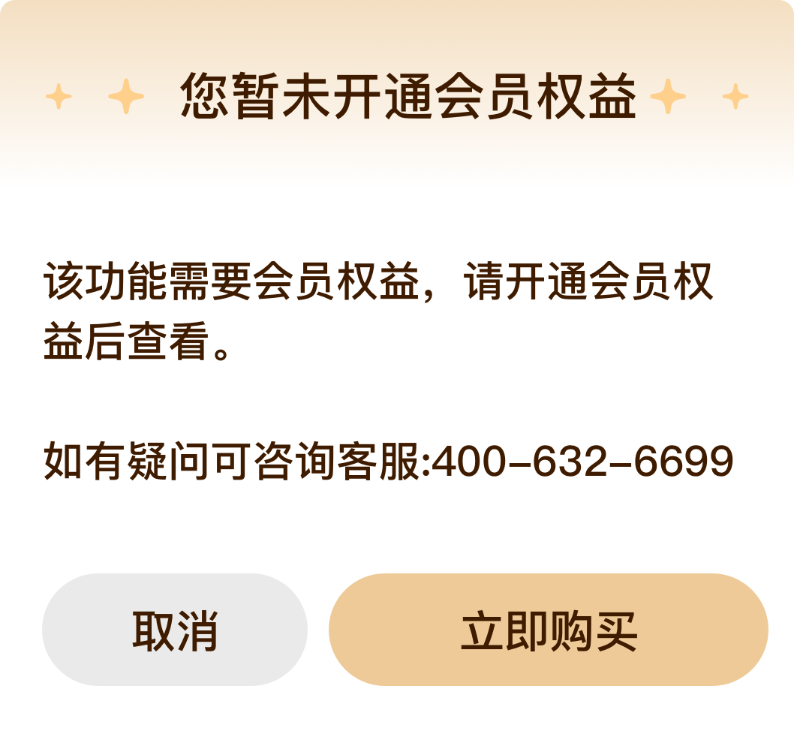 您暂未开通会员权益
该功能需要会员权益，请开通会员权
益后查看。
如有疑问可咨询客服:400-632-6699
取消
立即购买